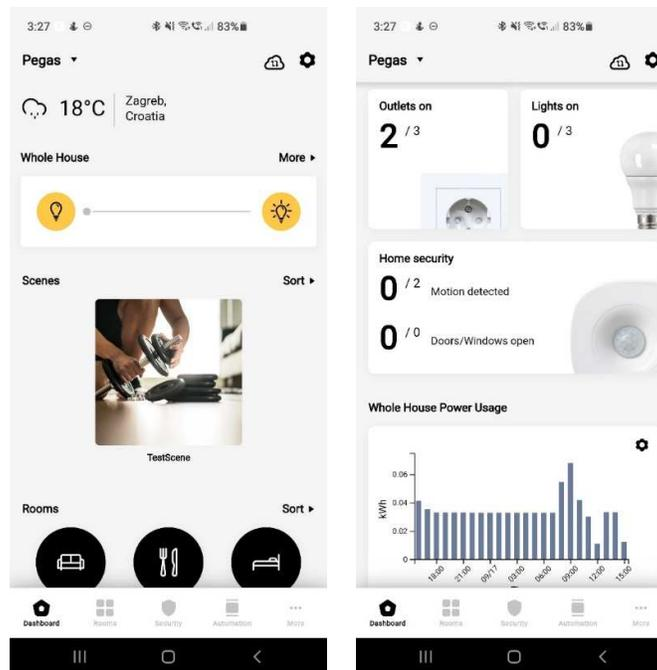 3:27
83%
Pegas
18°C
Zagreb,
Croatia
Whole House
More
Scenes
Sort
TestScene
Rooms
Sort
Dashboard
Rooms
Security
Automation
More
3:27
83%
Pegas
Outlets on
2 / 3
Lights on
0 / 3
Home security
0 / 2 Motion detected
0 / 0 Doors/Windows open
Whole House Power Usage
kWh
0.06
0.04
0.02
0
18:00
21:00
09/17
03:00
06:00
09:00
12:00
15:00
Dashboard
Rooms
Security
Automation
More